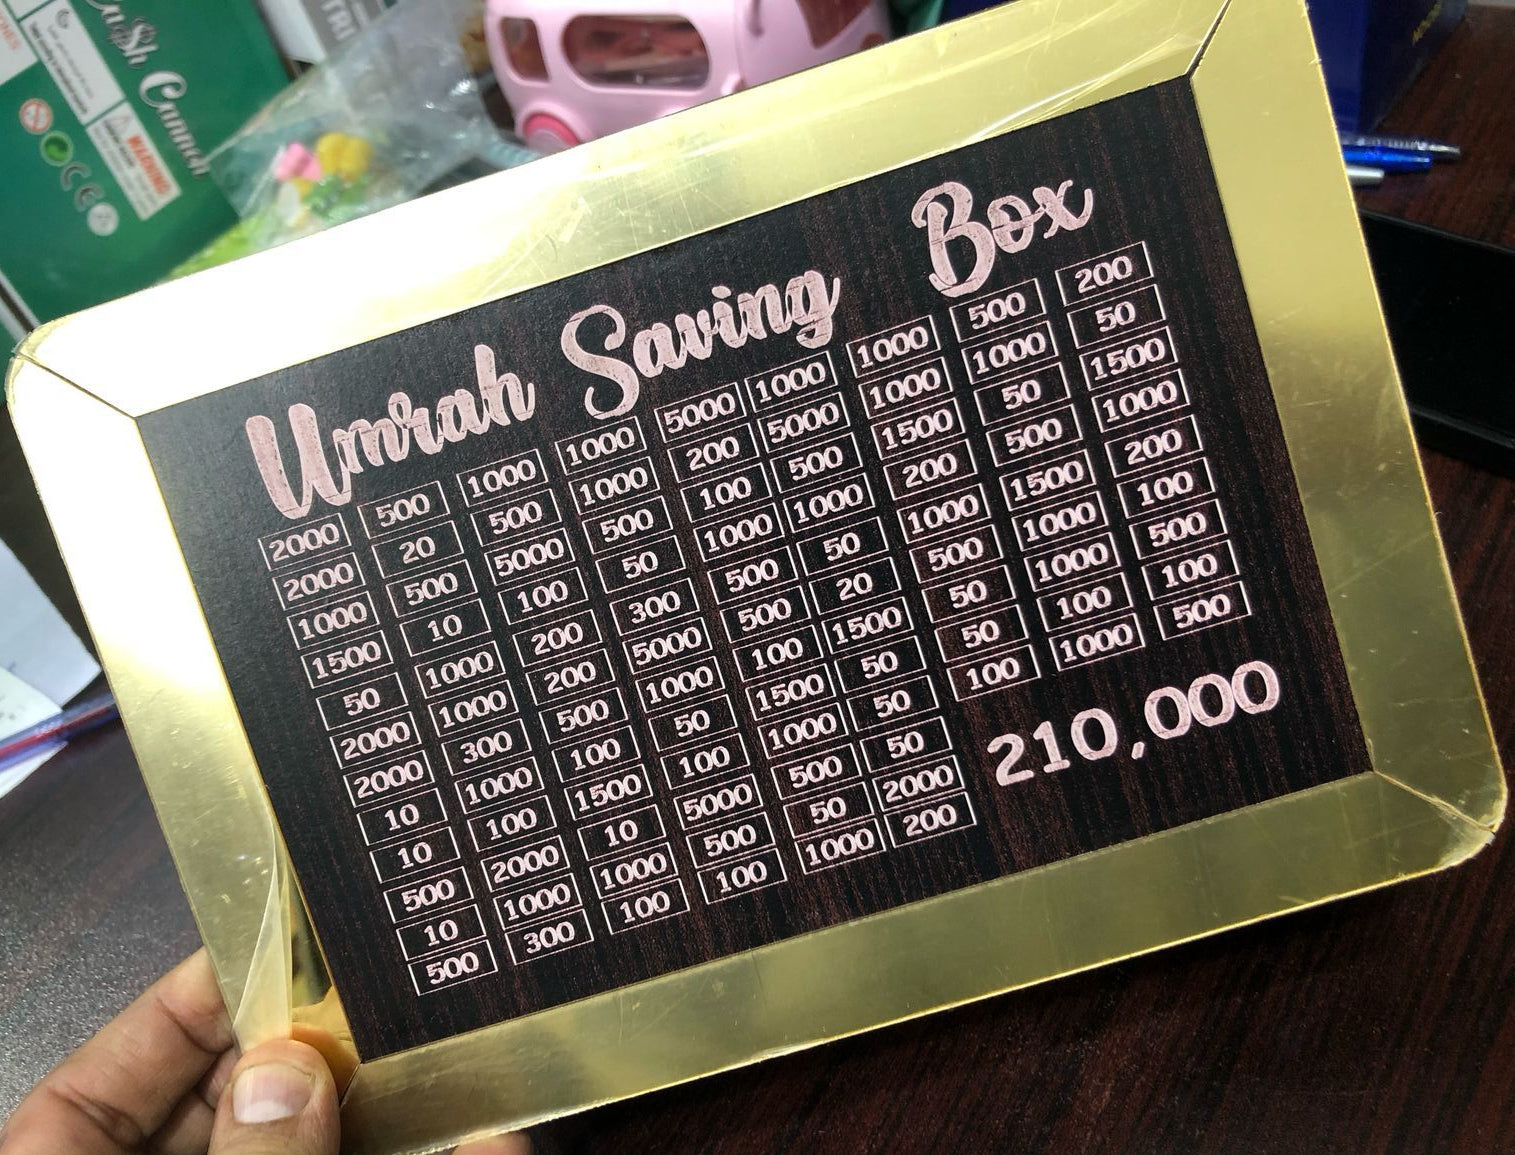 Umrah Saving Box
2000 500 1000 1000 5000 1000 1000 500 200
2000 20 500 1000 200 5000 1000 1000 50
1000 500 5000 500 100 500 1500 50 1500
1500 10 100 50 1000 1000 200 500 1000
50 1000 200 300 500 50 1000 1500 200
2000 1000 200 5000 500 20 500 1000 100
2000 300 500 1000 100 1500 50 1000 500
10 1000 100 50 1500 50 50 100 100
10 100 1500 100 1000 50 100 1000 500
500 2000 10 5000 500 50
10 1000 1000 500 50 2000
500 300 100 100 1000 200
210,000
WARNING